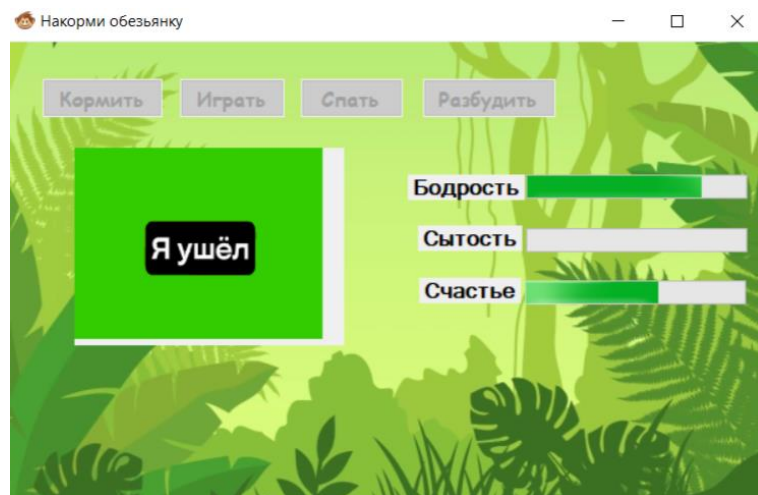 Накорми обезьянку
Кормить Играть Спать Разбудить
Бодрость
Я ушёл
Сытость
Счастье